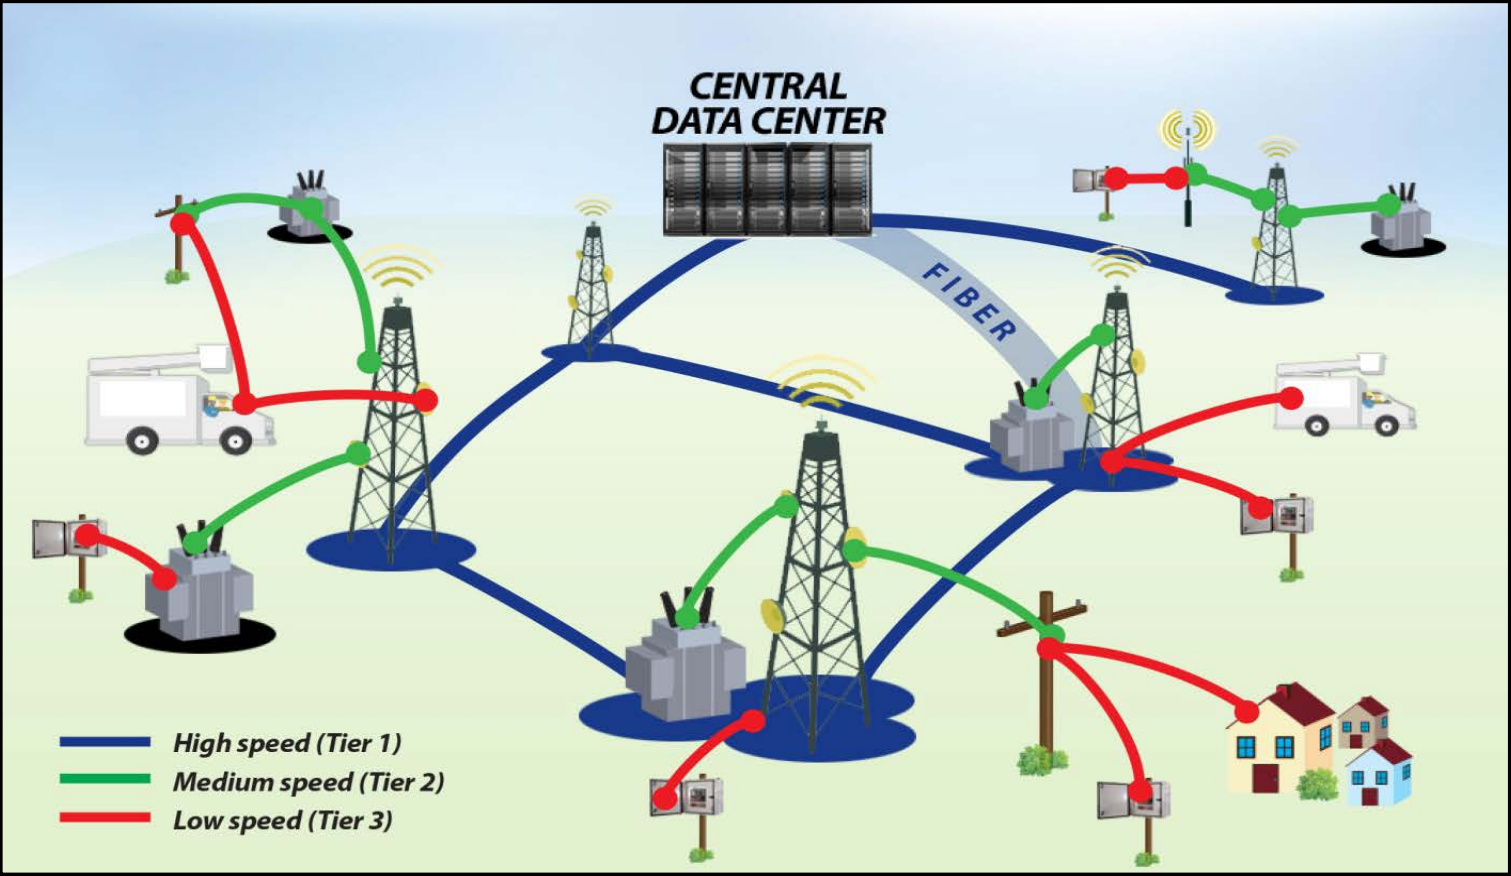 CENTRAL
DATA CENTER
FIBER
High speed (Tier 1)
Medium speed (Tier 2)
Low speed (Tier 3)